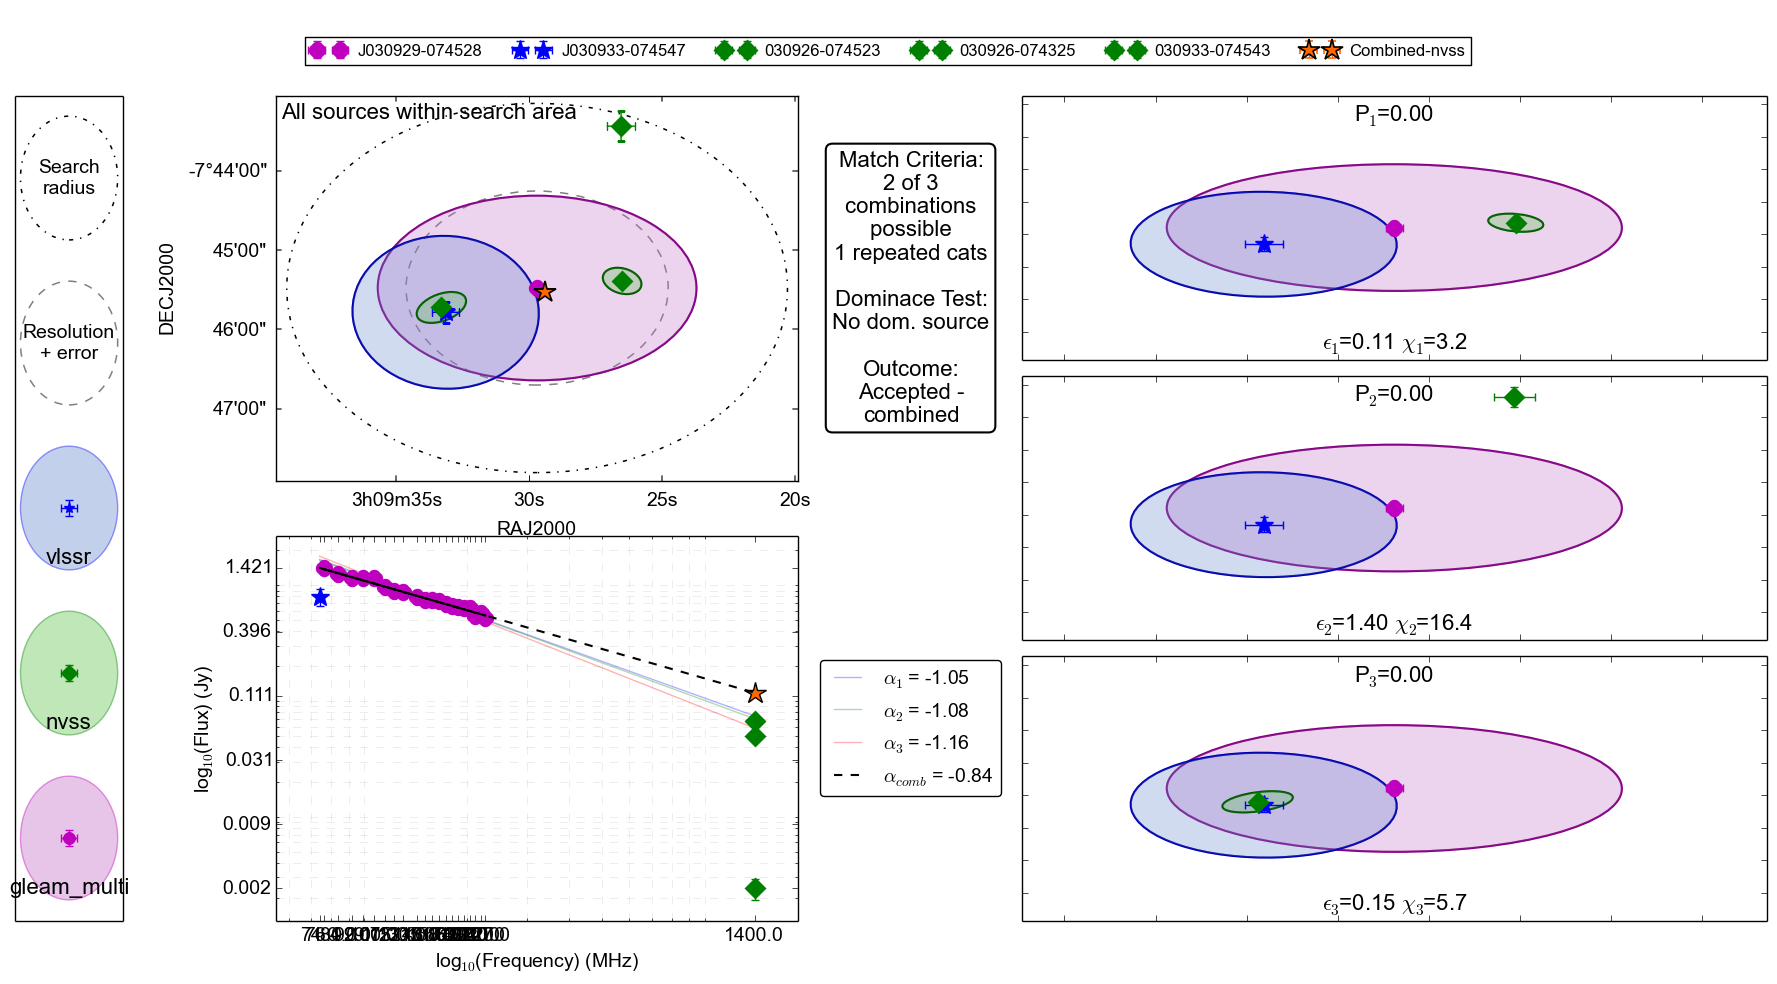 J030929-074528 J030933-074547 030926-074523 030926-074325 030933-074543 Combined-nvss
Search
radius
Resolution
+ error
vlssr
nvss
gleam_multi
All sources within search area
DECJ2000
-7°44'00"
45'00"
46'00"
47'00"
3h09m35s 30s 25s 20s
RAJ2000
Match Criteria:
2 of 3
combinations
possible
1 repeated cats
Dominace Test:
No dom. source
Outcome:
Accepted -
combined
P₁=0.00
ϵ₁=0.11 χ₁=3.2
P₂=0.00
ϵ₂=1.40 χ₂=16.4
P₃=0.00
ϵ₃=0.15 χ₃=5.7
log₁₀(Flux) (Jy)
1.421
0.396
0.111
0.031
0.009
0.002
1400.0
log₁₀(Frequency) (MHz)
α₁ = -1.05
α₂ = -1.08
α₃ = -1.16
α_comb = -0.84